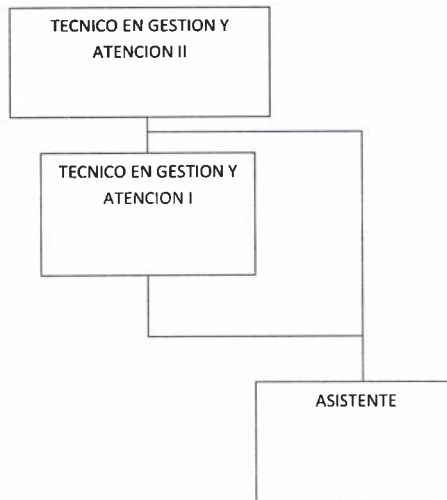 TECNICO EN GESTION Y
ATENCION II
TECNICO EN GESTION Y
ATENCION I
ASISTENTE